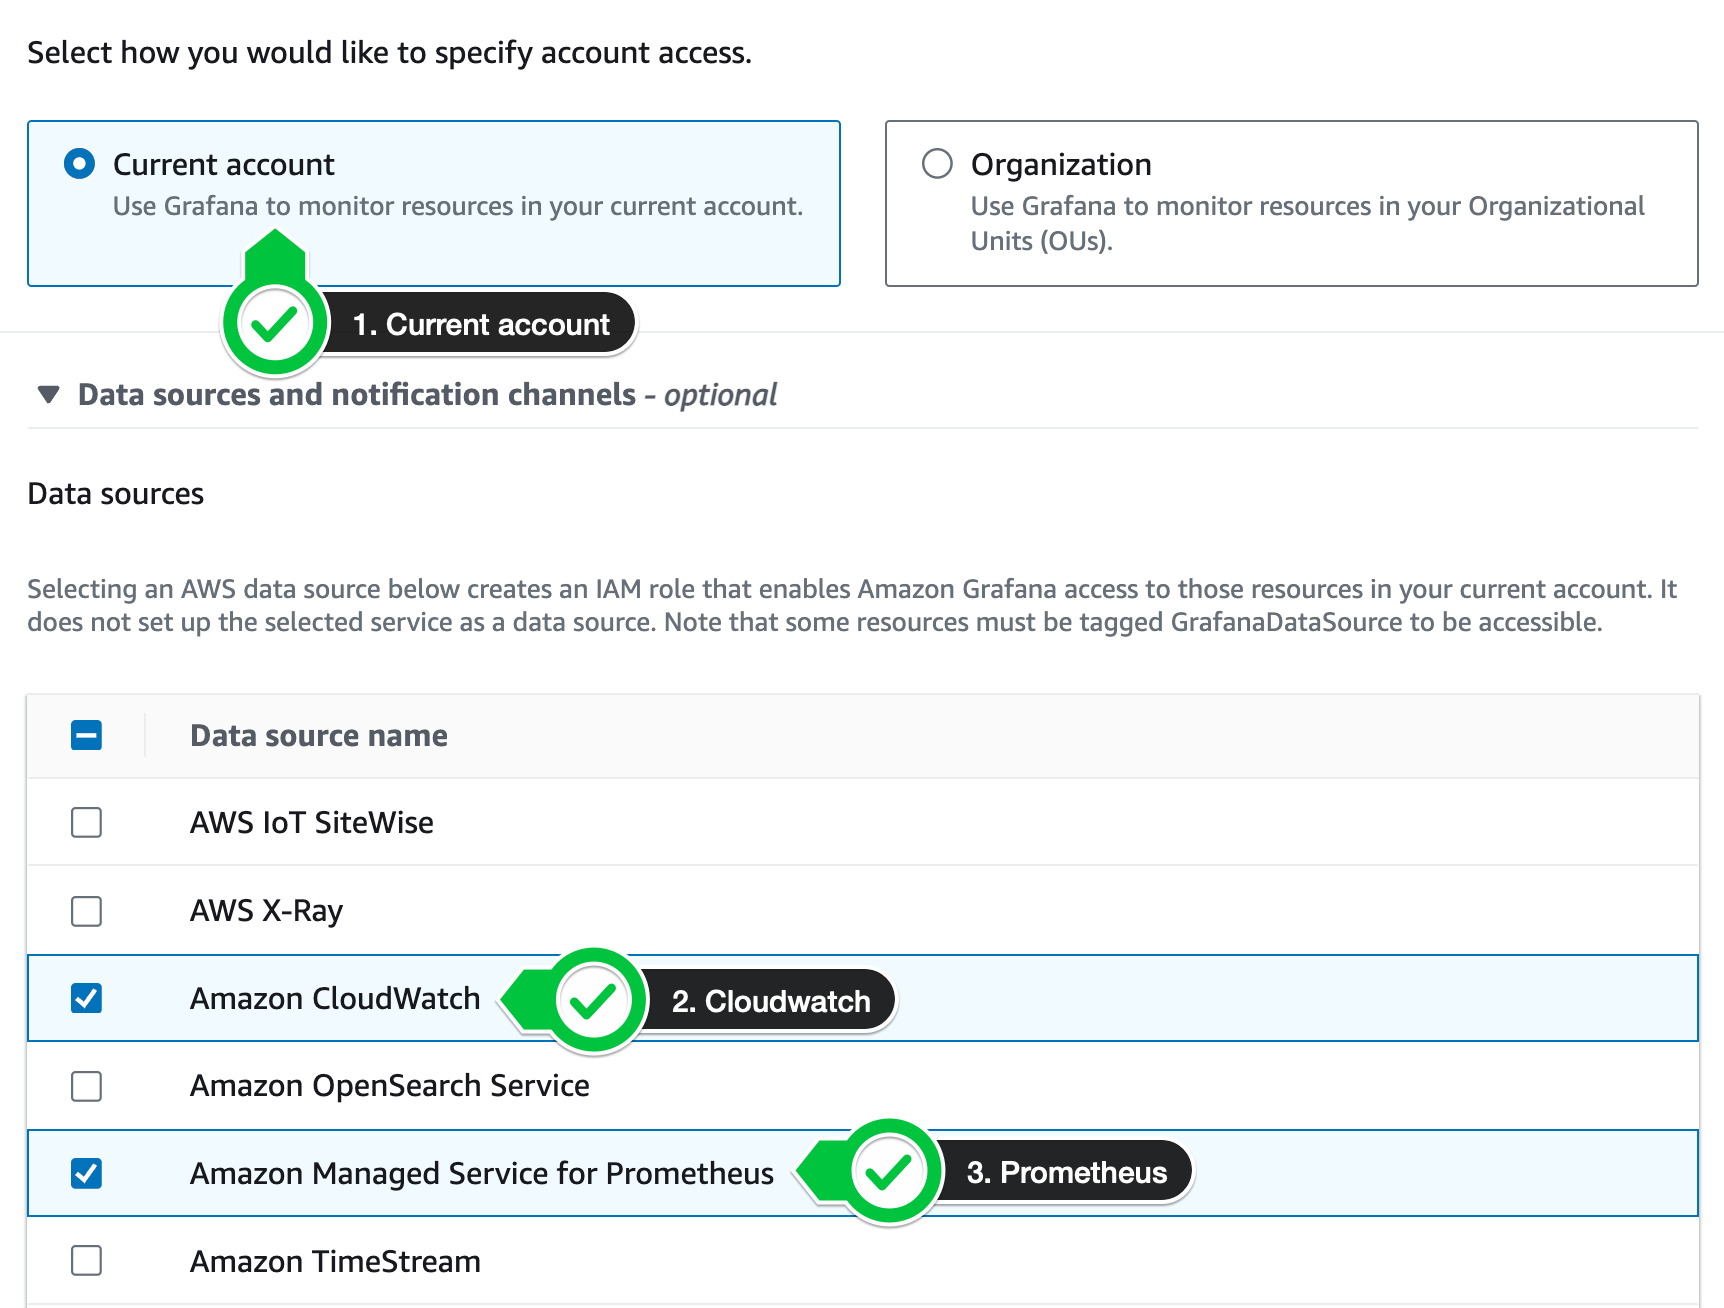 Select how you would like to specify account access.
Current account
Use Grafana to monitor resources in your current account.
Organization
Use Grafana to monitor resources in your Organizational
Units (OUs).
1. Current account
Data sources and notification channels - optional
Data sources
Selecting an AWS data source below creates an IAM role that enables Amazon Grafana access to those resources in your current account. It
does not set up the selected service as a data source. Note that some resources must be tagged GrafanaDataSource to be accessible.
Data source name
AWS IoT SiteWise
AWS X-Ray
Amazon CloudWatch
2. Cloudwatch
Amazon OpenSearch Service
Amazon Managed Service for Prometheus
3. Prometheus
Amazon TimeStream